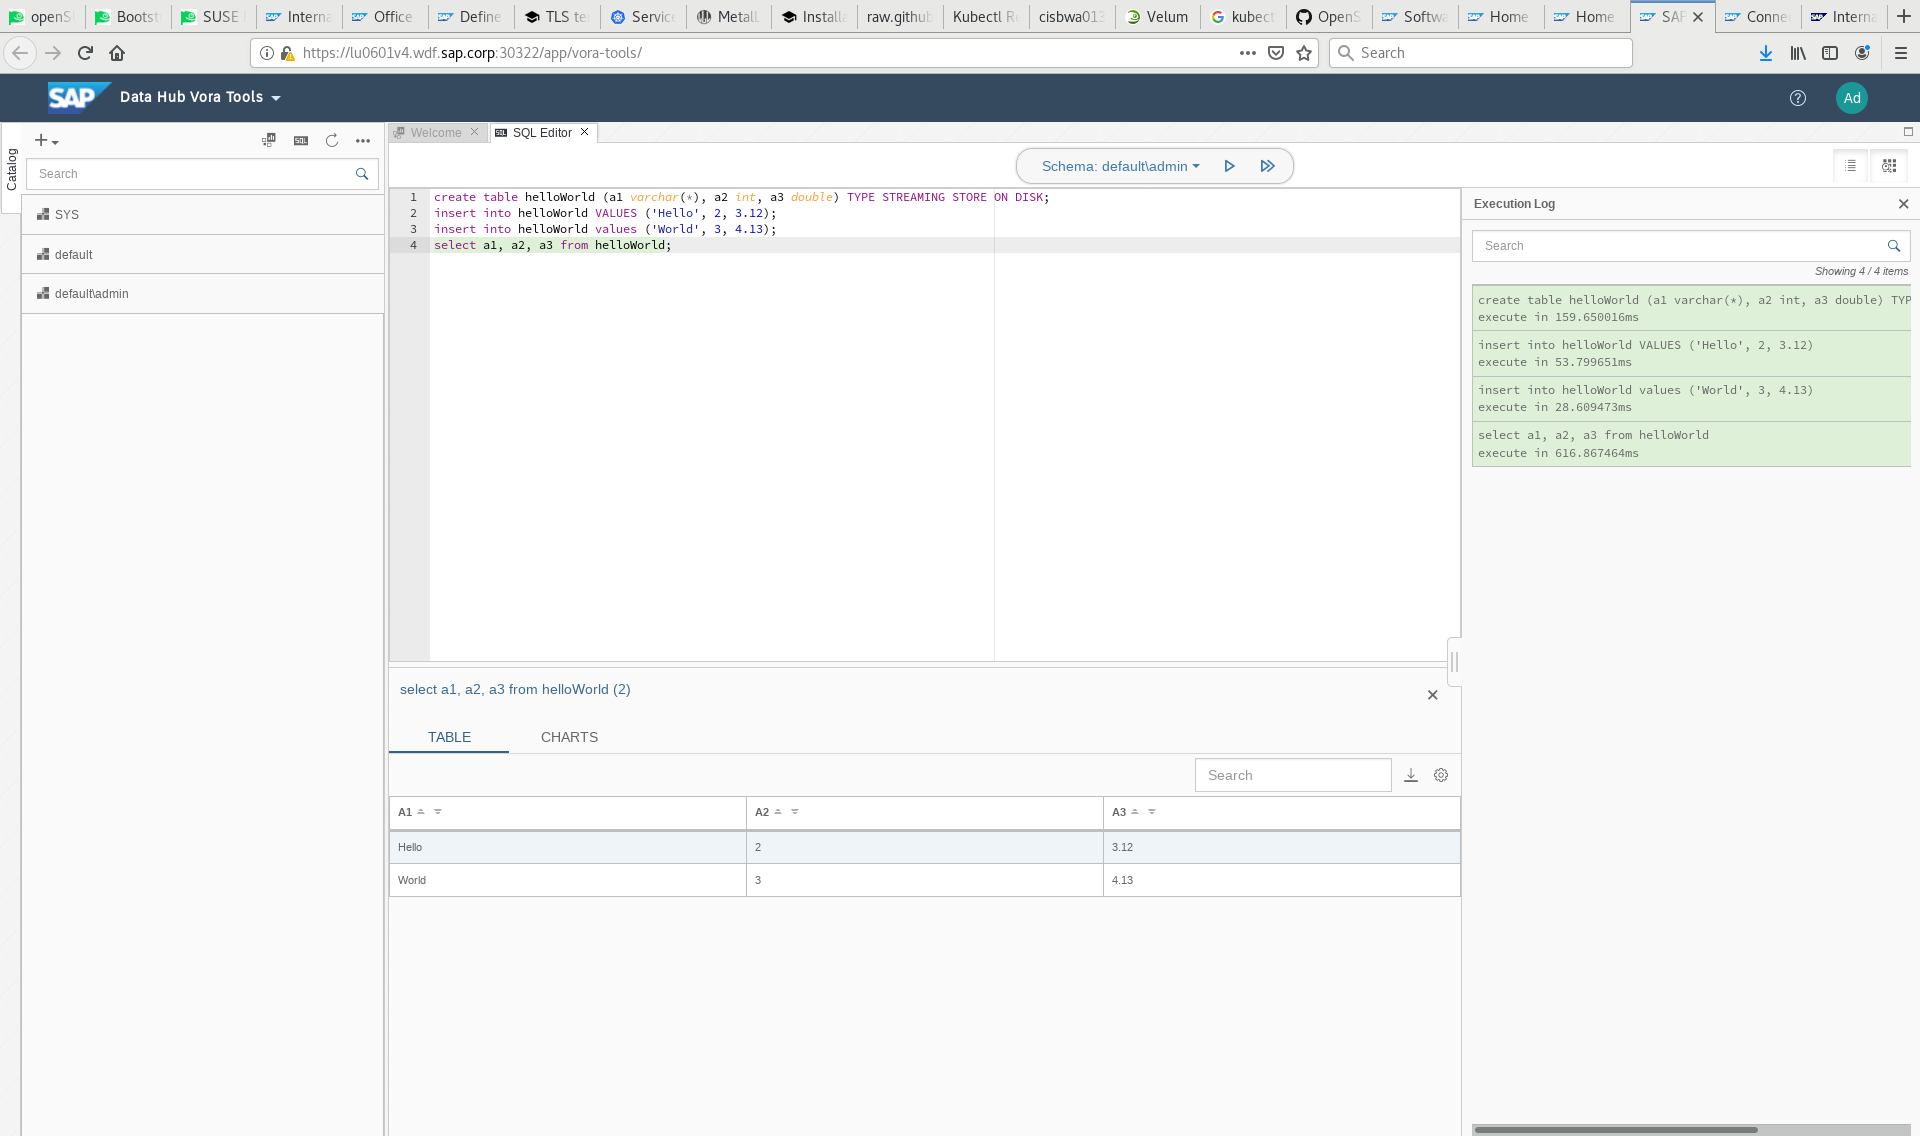 openS
Bootst
SUSE
Interna
Office
Define
TLS te
Service
MetalL
Installa
raw.github
Kubectl Re
cisbwa013
Velum
kubect
OpenS
Softwa
Home
Home
SAP
Conne
Interna
https://lu0601v4.wdf.sap.corp:30322/app/vora-tools/
Search
SAP Data Hub Vora Tools
Ad
Catalog
Search
SYS
default
default\admin
Welcome
SQL SQL Editor
Schema: default\admin
1 create table helloWorld (a1 varchar(*), a2 int, a3 double) TYPE STREAMING STORE ON DISK;
2 insert into helloWorld VALUES ('Hello', 2, 3.12);
3 insert into helloWorld values ('World', 3, 4.13);
4 select a1, a2, a3 from helloWorld;
select a1, a2, a3 from helloWorld (2)
TABLE CHARTS
Search
A1 A2 A3
Hello 2 3.12
World 3 4.13
Execution Log
Search
Showing 4 / 4 items
create table helloWorld (a1 varchar(*), a2 int, a3 double) TYP
execute in 159.650016ms
insert into helloWorld VALUES ('Hello', 2, 3.12)
execute in 53.799651ms
insert into helloWorld values ('World', 3, 4.13)
execute in 28.609473ms
select a1, a2, a3 from helloWorld
execute in 616.867464ms